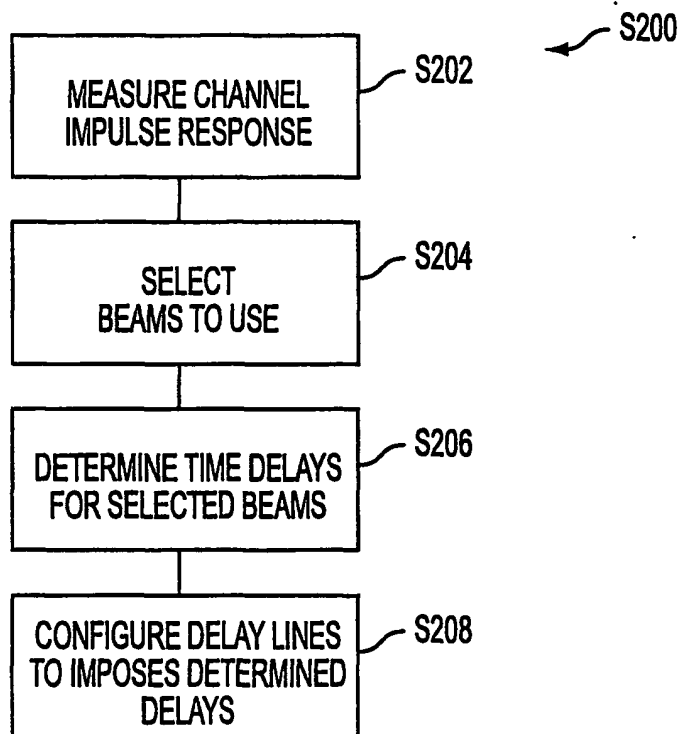 S200
MEASURE CHANNEL
IMPULSE RESPONSE
S202
SELECT
BEAMS TO USE
S204
DETERMINE TIME DELAYS
FOR SELECTED BEAMS
S206
CONFIGURE DELAY LINES
TO IMPOSES DETERMINED
DELAYS
S208